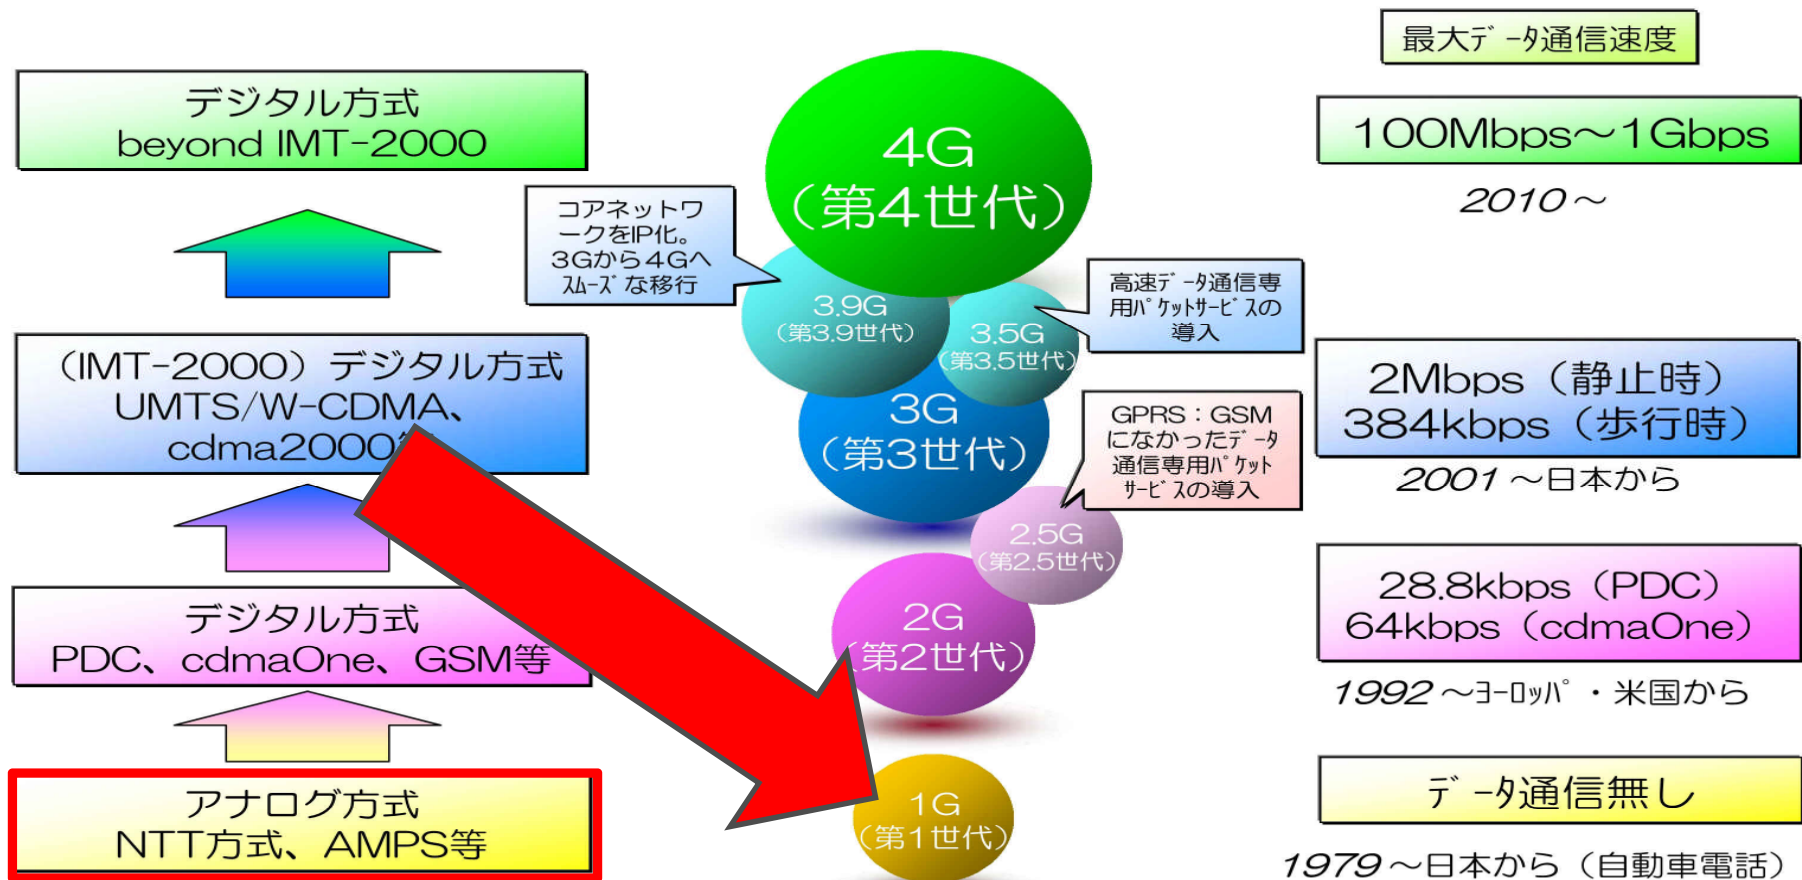 最大データ通信速度
デジタル方式
beyond IMT-2000
4G
(第4世代)
100Mbps～1Gbps
2010～
コアネットワ
ークをIP化。
3Gから4Gへ
スムーズな移行
3.9G
(第3.9世代)
3.5G
(第3.5世代)
高速データ通信専
用パケットサービスの
導入
(IMT-2000) デジタル方式
UMTS/W-CDMA、
cdma2000等
3G
(第3世代)
2Mbps (静止時)
384kbps (歩行時)
2001～日本から
GPRS：GSM
になかったデータ
通信専用パケット
サービスの導入
2.5G
(第2.5世代)
デジタル方式
PDC、cdmaOne、GSM等
2G
(第2世代)
28.8kbps (PDC)
64kbps (cdmaOne)
1992～ヨーロッパ・米国から
アナログ方式
NTT方式、AMPS等
1G
(第1世代)
データ通信無し
1979～日本から (自動車電話)